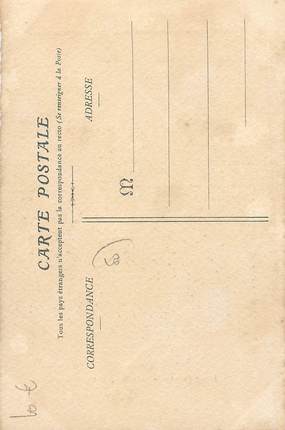 CARTE POSTALE
Tous les pays étrangers n'acceptent pas la correspondance au recto (Se renseigner à la Poste)
CORRESPONDANCE
ADRESSE
M